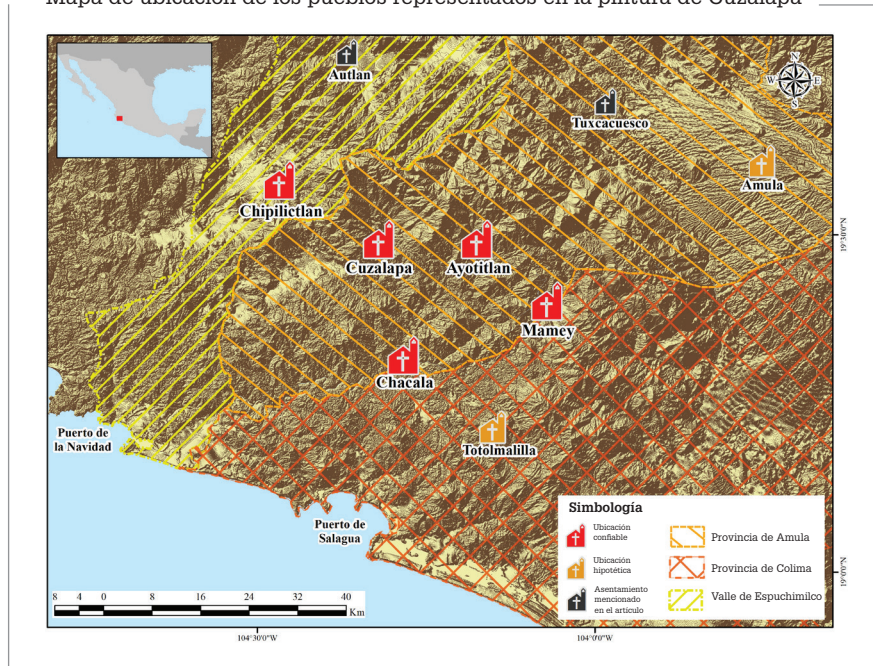 Mapa de ubicación de los pueblos representados en la pintura de Cuzalapa
Autlan
N
W
E
S
Tuxcacuesco
Amula
Chipilictlan
19°30'0"N
Cuzalapa
Ayotitlan
Mamey
Chacala
Puerto de
la Navidad
Totolmalilla
Puerto de
Salagua
Simbología
Ubicación
confiable
Provincia de Amula
Ubicación
hipotética
Provincia de Colima
Asentamiento
mencionado
en el artículo
Valle de Espuchimilco
19°0'0"N
8 4 0 8 16 24 32 40
Km
104°30'0"W
104°0'0"W